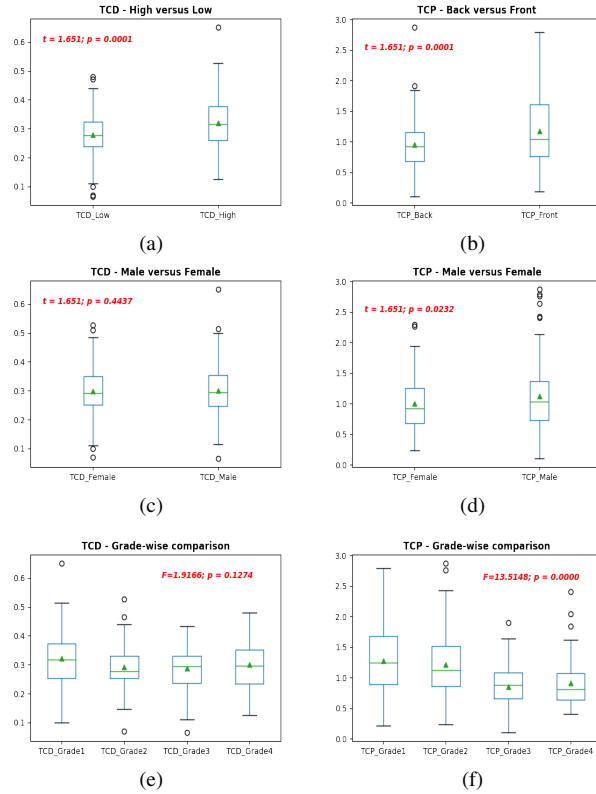 TCD - High versus Low
t = 1.651; p = 0.0001
0.6
0.5
0.4
0.3
0.2
0.1
TCD_Low TCD_High
(a)
TCP - Back versus Front
t = 1.651; p = 0.0001
3.0
2.5
2.0
1.5
1.0
0.5
0.0
TCP_Back TCP_Front
(b)
TCD - Male versus Female
t = 1.651; p = 0.4437
0.6
0.5
0.4
0.3
0.2
0.1
TCD_Female TCD_Male
(c)
TCP - Male versus Female
t = 1.651; p = 0.0232
3.0
2.5
2.0
1.5
1.0
0.5
0.0
TCP_Female TCP_Male
(d)
TCD - Grade-wise comparison
F=1.9166; p = 0.1274
0.6
0.5
0.4
0.3
0.2
0.1
TCD_Grade1 TCD_Grade2 TCD_Grade3 TCD_Grade4
(e)
TCP - Grade-wise comparison
F=13.5148; p = 0.0000
3.0
2.5
2.0
1.5
1.0
0.5
0.0
TCP_Grade1 TCP_Grade2 TCP_Grade3 TCP_Grade4
(f)